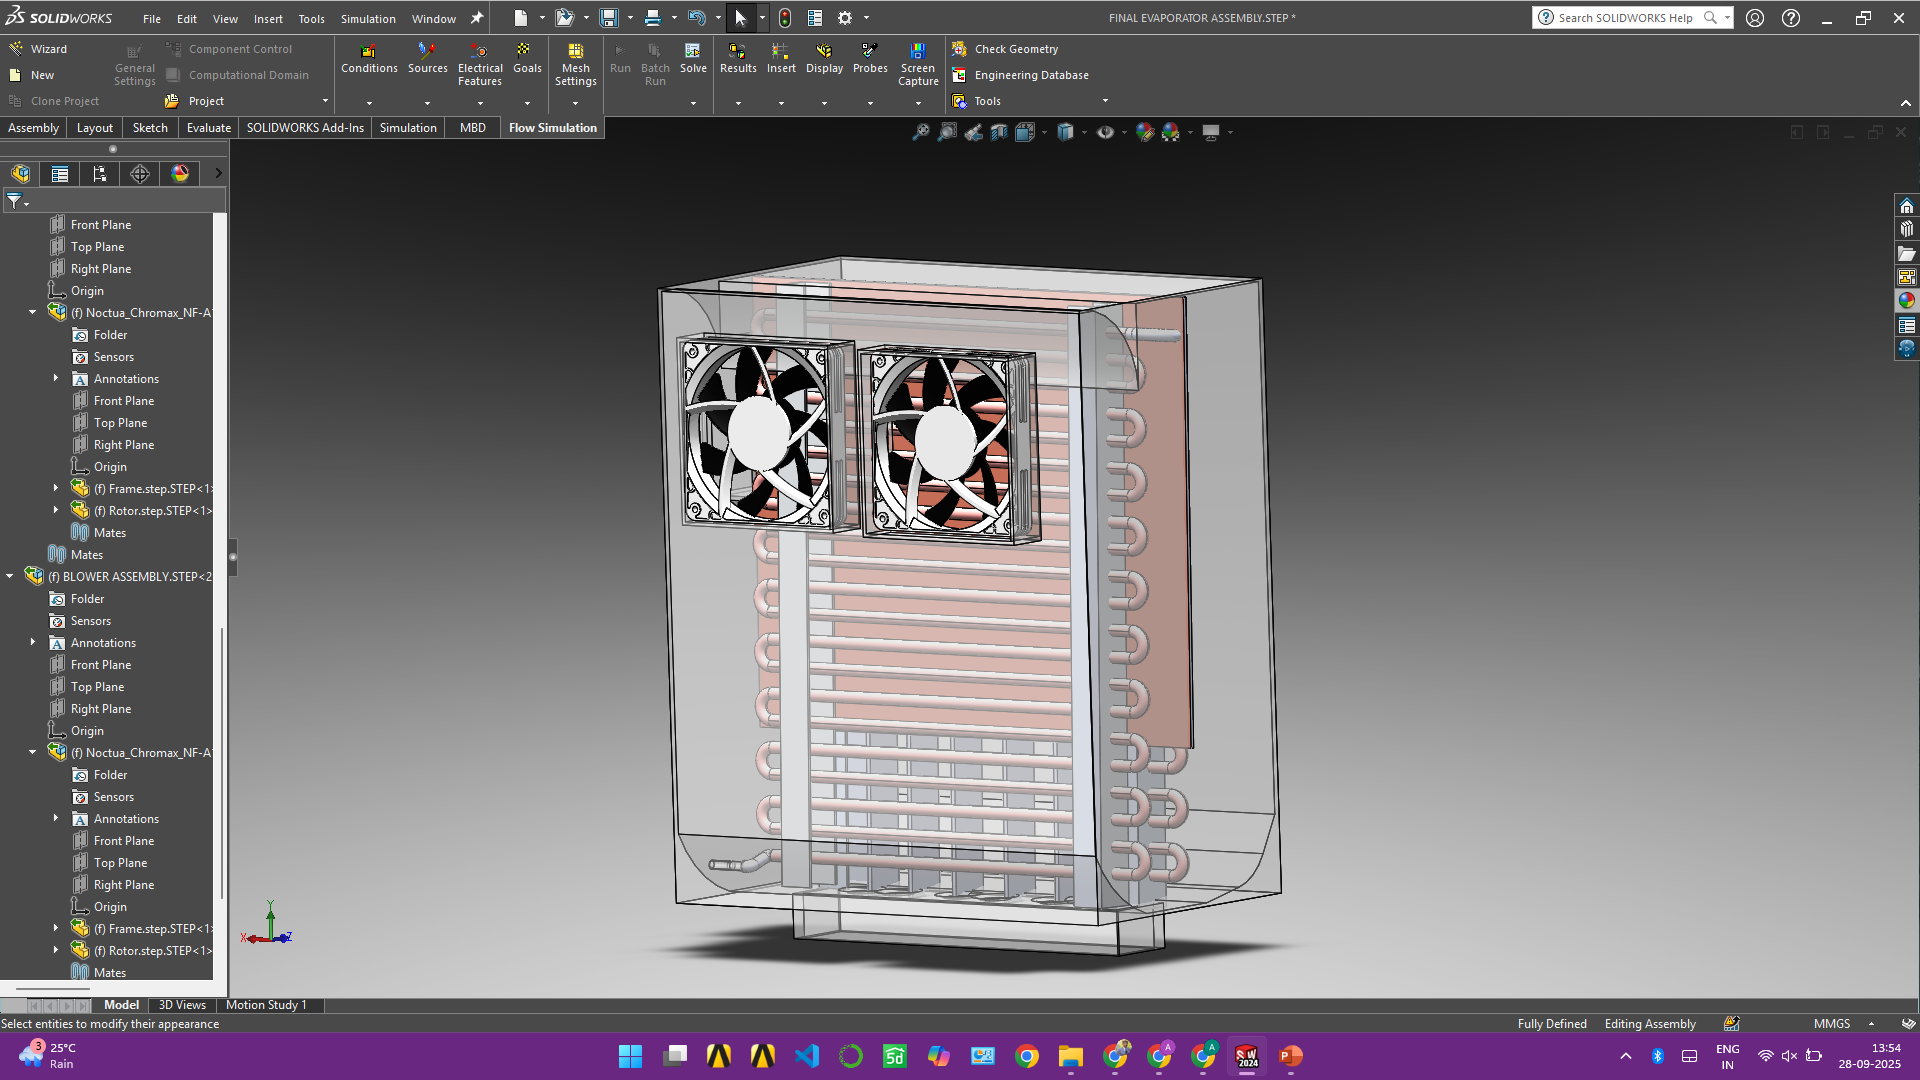 SOLIDWORKS File Edit View Insert Tools Simulation Window FINAL EVAPORATOR ASSEMBLY.STEP * Search SOLIDWORKS Help
Wizard
New
Clone Project
General Settings
Component Control
Computational Domain
Project
Conditions
Sources
Electrical Features
Goals
Mesh Settings
Run
Batch Run
Solve
Results
Insert
Display
Probes
Screen Capture
Check Geometry
Engineering Database
Tools
Assembly Layout Sketch Evaluate SOLIDWORKS Add-Ins Simulation MBD Flow Simulation
Front Plane
Top Plane
Right Plane
Origin
(f) Noctua_Chromax_NF-A
Folder
Sensors
Annotations
Front Plane
Top Plane
Right Plane
Origin
(f) Frame.step.STEP<1>
(f) Rotor.step.STEP<1>
Mates
Mates
(f) BLOWER ASSEMBLY.STEP<2
Folder
Sensors
Annotations
Front Plane
Top Plane
Right Plane
Origin
(f) Noctua_Chromax_NF-A
Folder
Sensors
Annotations
Front Plane
Top Plane
Right Plane
Origin
(f) Frame.step.STEP<1>
(f) Rotor.step.STEP<1>
Mates
Y
X
Z
Model 3D Views Motion Study 1
Select entities to modify their appearance Fully Defined Editing Assembly MMGS
3
25°C
Rain
5d
A
A
SW
2024
P
ENG
IN
13:54
28-09-2025